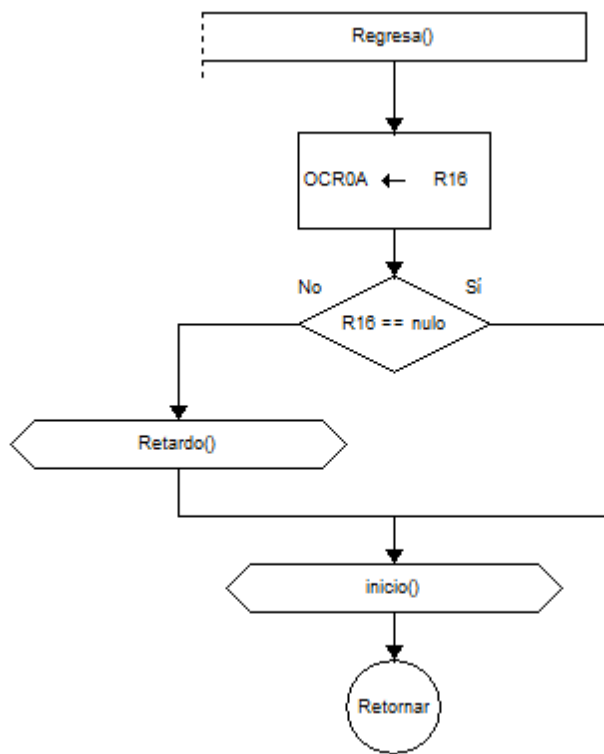 Regresa()
OCR0A ← R16
No
Sí
R16 == nulo
Retardo()
inicio()
Retornar